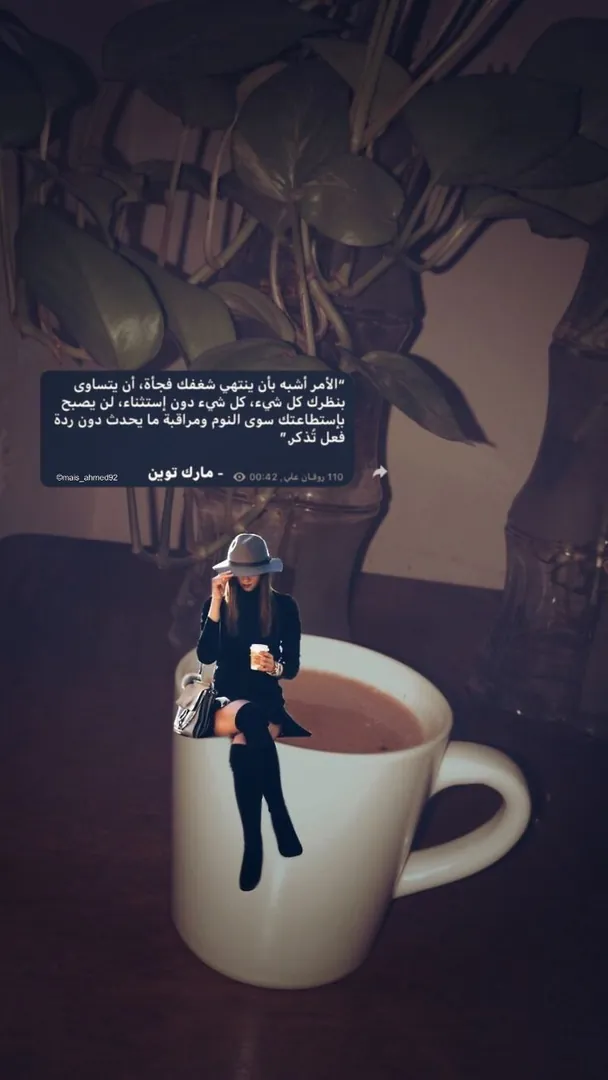 “الأمر أشبه بأن ينتهي شغفك فجأة، أن يتساوى
بنظرك كل شيء، كل شيء دون إستثناء، لن يصبح
بإستطاعتك سوى النوم ومراقبة ما يحدث دون ردة
فعل تُذكر.”
- مارك توين
110 روقان علي, 00:42
©mais_ahmed92